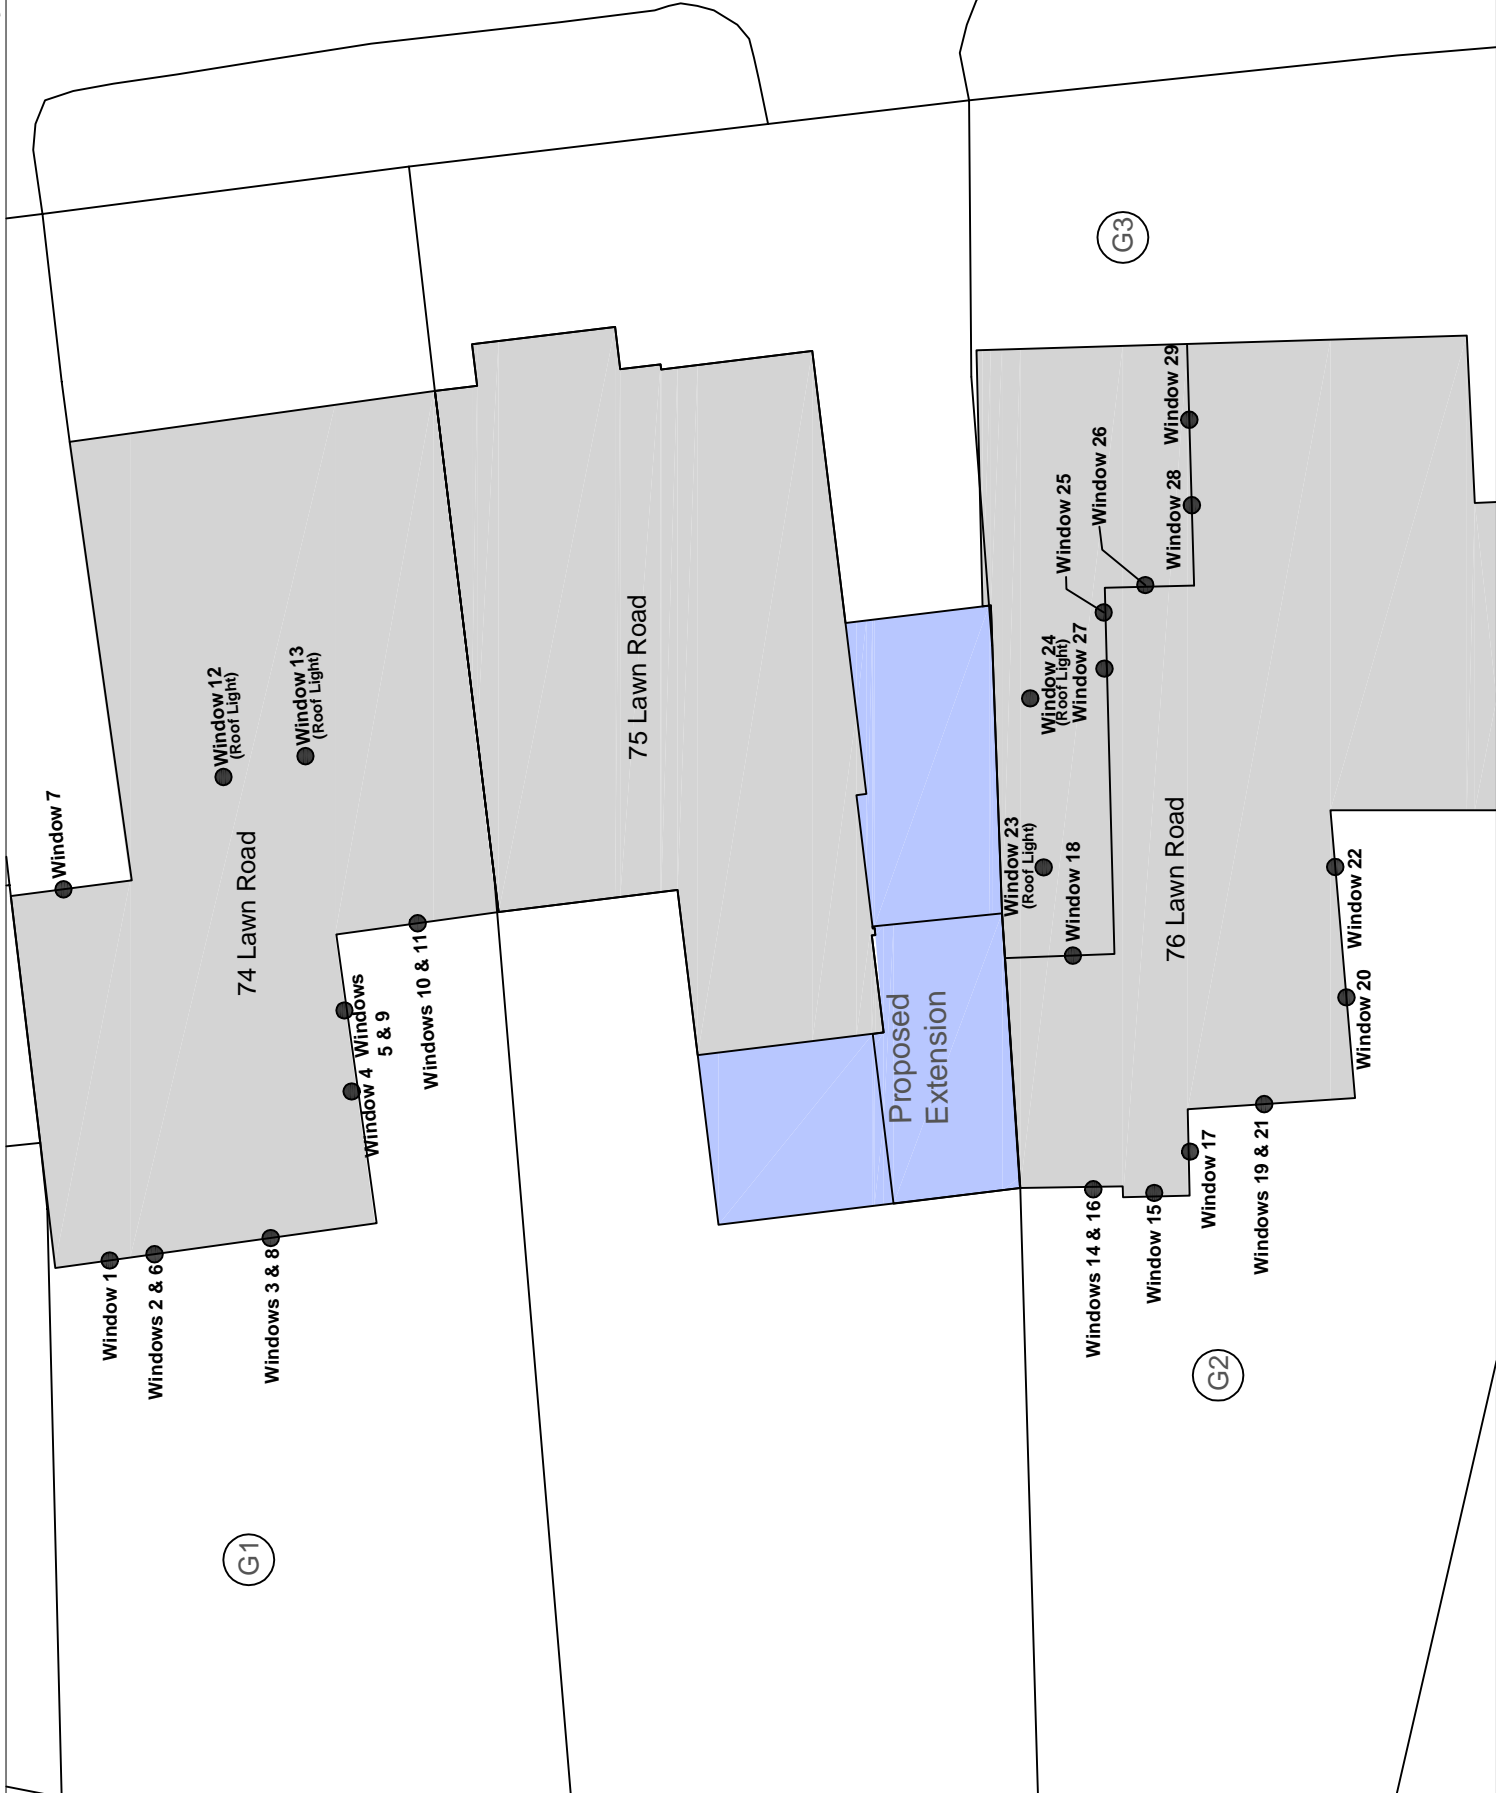 Window 7
Window 12
(Roof Light)
Window 13
(Roof Light)
74 Lawn Road
Windows
5 & 9
Window 4
Windows 10 & 11
Window 1
Windows 2 & 6
Windows 3 & 8
G1
75 Lawn Road
Proposed
Extension
G3
Window 29
Window 26
Window 25
Window 28
Window 24
(Roof Light)
Window 27
Window 23
(Roof Light)
Window 18
76 Lawn Road
Window 22
Window 20
Window 17
Windows 19 & 21
Windows 14 & 16
Window 15
G2